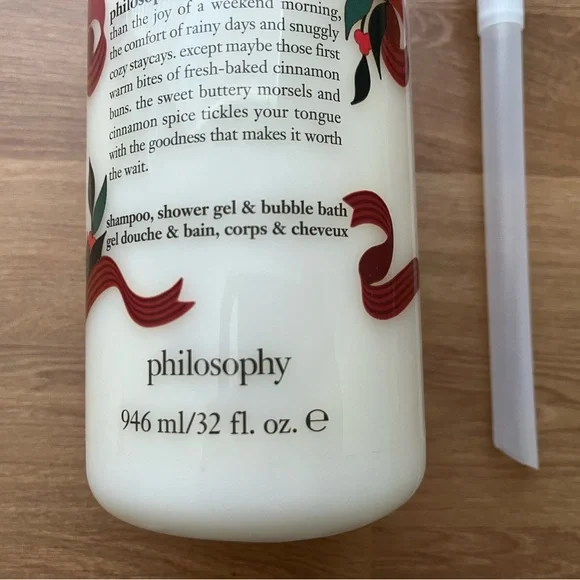 philosophy
than the joy of a weekend morning,
the comfort of rainy days and snuggly
cozy staycays. except maybe those first
warm bites of fresh-baked cinnamon
buns. the sweet buttery morsels and
cinnamon spice tickles your tongue
with the goodness that makes it worth
the wait.
shampoo, shower gel & bubble bath
gel douche & bain, corps & cheveux
philosophy
946 ml/32 fl. oz. ℮